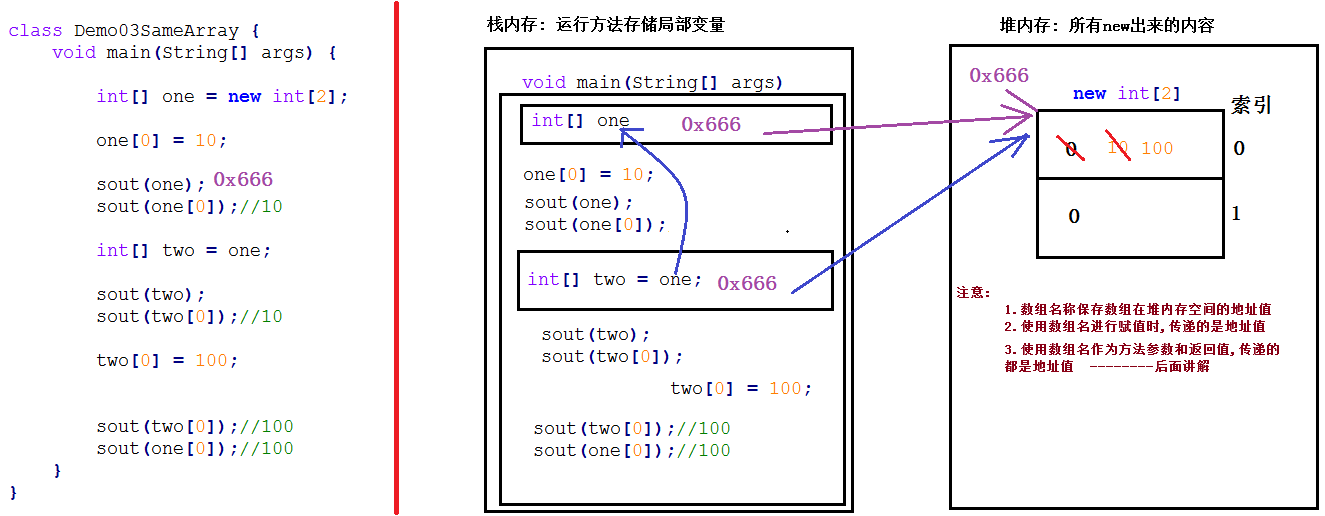 class Demo03SameArray {
void main(String[] args) {
int[] one = new int[2];
one[0] = 10;
sout(one); 0x666
sout(one[0]);//10
int[] two = one;
sout(two);
sout(two[0]);//10
two[0] = 100;
sout(two[0]);//100
sout(one[0]);//100
}
}
栈内存: 运行方法存储局部变量
void main(String[] args)
int[] one 0x666
one[0] = 10;
sout(one);
sout(one[0]);
int[] two = one; 0x666
sout(two);
sout(two[0]);
two[0] = 100;
sout(two[0]);//100
sout(one[0]);//100
堆内存: 所有new出来的内容
0x666
new int[2]
索引
0 10 100 0
0 1
注意:
1.数组名称保存数组在堆内存空间的地址值
2.使用数组名进行赋值时,传递的是地址值
3.使用数组名作为方法参数和返回值,传递的
都是地址值 --------后面讲解